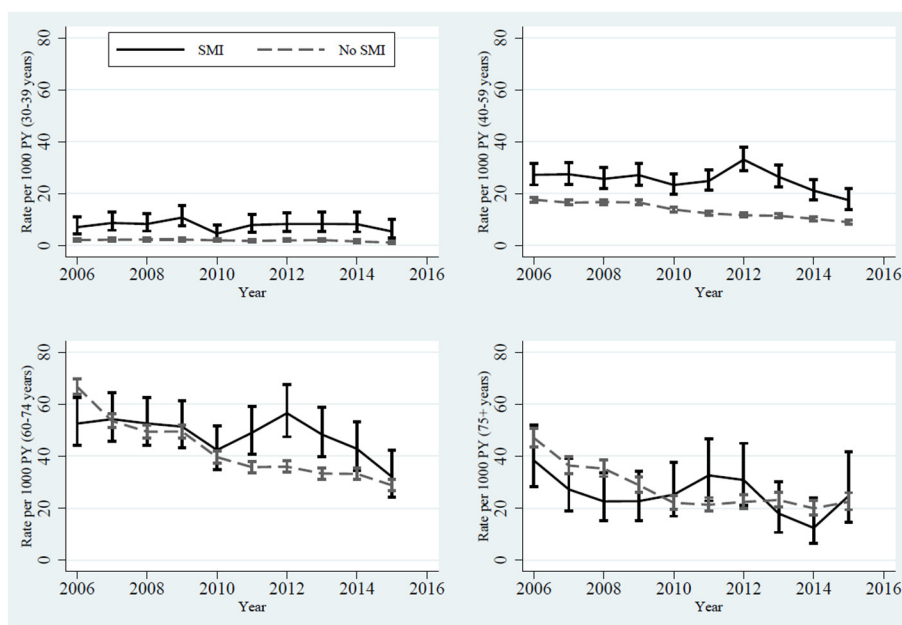 SMI No SMI
Rate per 1000 PY (30-39 years)
0 20 40 60 80
2006 2008 2010 2012 2014 2016
Year
Rate per 1000 PY (40-59 years)
0 20 40 60 80
2006 2008 2010 2012 2014 2016
Year
Rate per 1000 PY (60-74 years)
0 20 40 60 80
2006 2008 2010 2012 2014 2016
Year
Rate per 1000 PY (75+ years)
0 20 40 60 80
2006 2008 2010 2012 2014 2016
Year